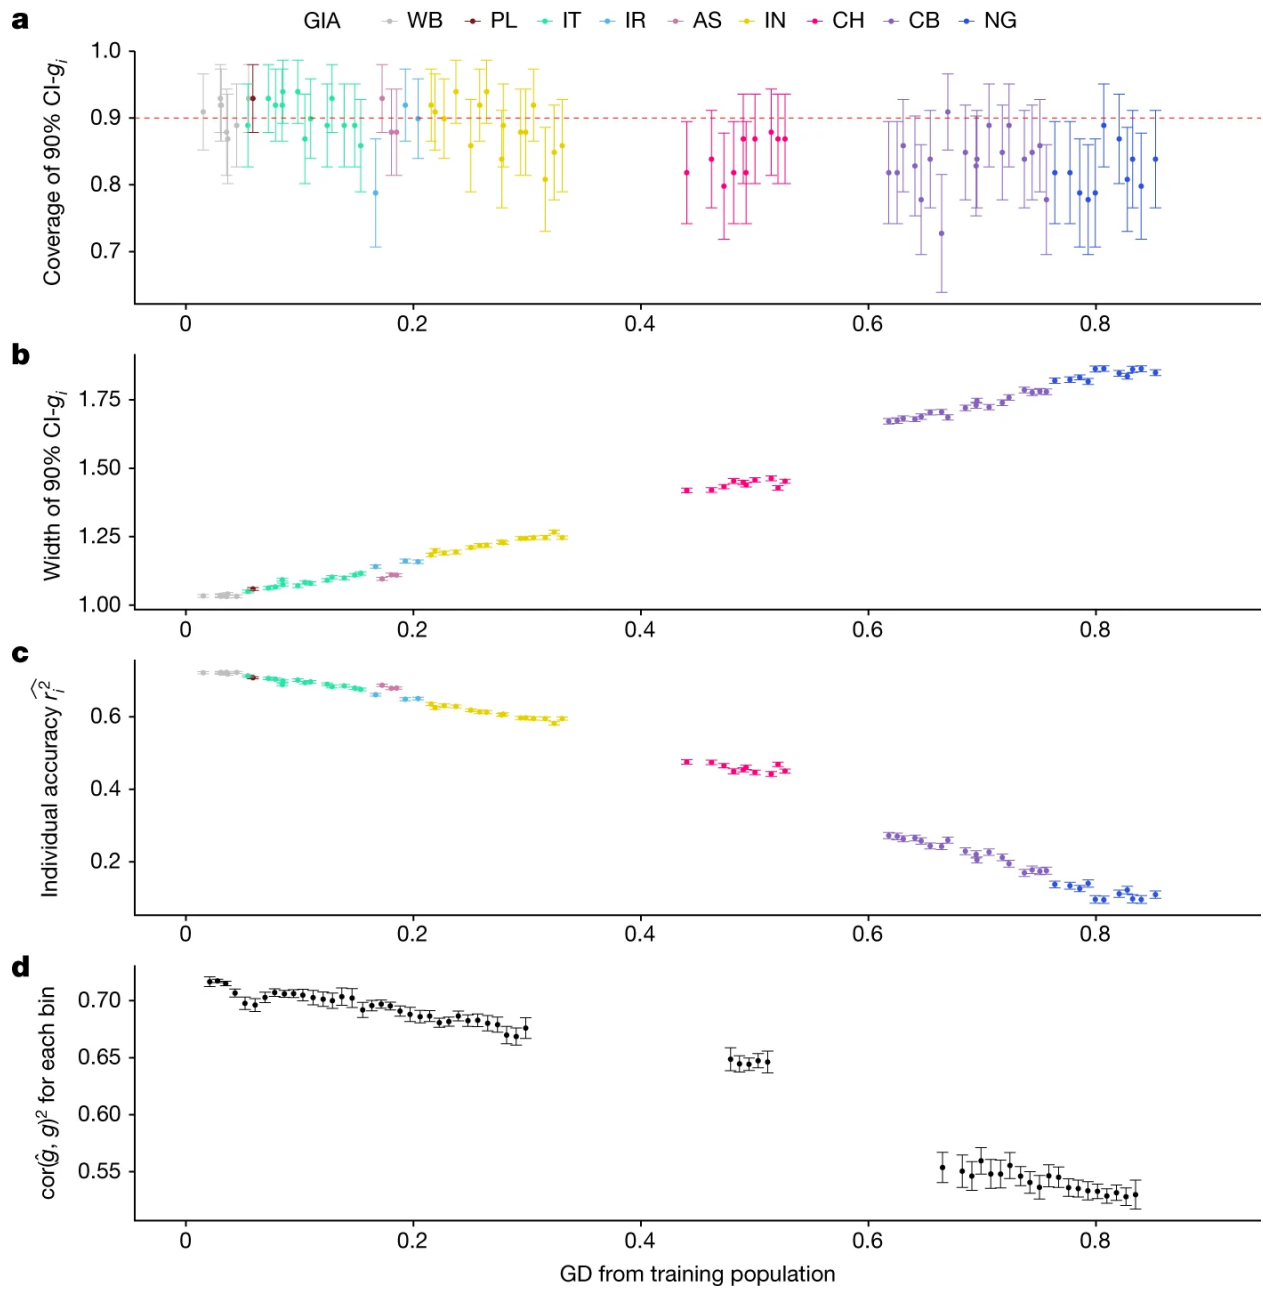 a
GIA WB PL IT IR AS IN CH CB NG
Coverage of 90% CI-gᵢ
1.0
0.9
0.8
0.7
0 0.2 0.4 0.6 0.8
b
Width of 90% CI-gᵢ
1.75
1.50
1.25
1.00
0 0.2 0.4 0.6 0.8
c
Individual accuracy r̂ᵢ²
0.6
0.4
0.2
0 0.2 0.4 0.6 0.8
d
cor(ĝ, g)² for each bin
0.70
0.65
0.60
0.55
0 0.2 0.4 0.6 0.8
GD from training population